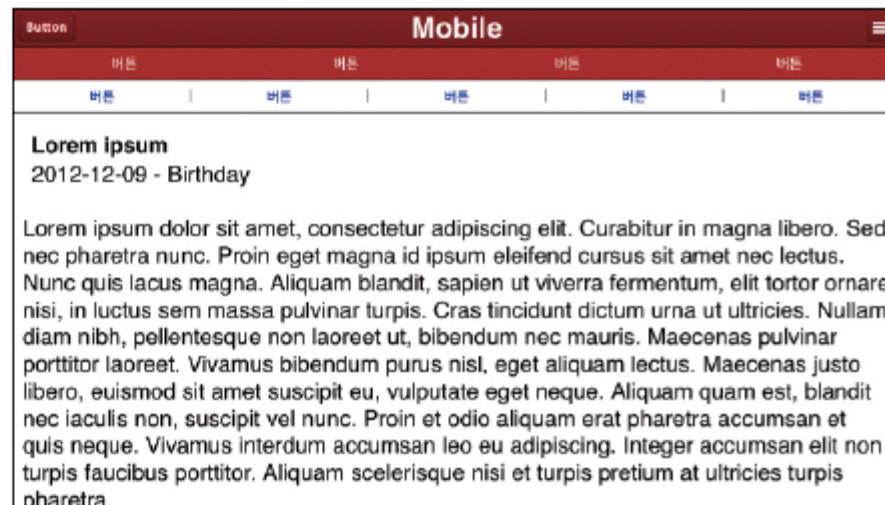 Button Mobile
버튼 버튼 버튼 버튼
버튼 | 버튼 | 버튼 | 버튼 | 버튼
Lorem ipsum
2012-12-09 - Birthday
Lorem ipsum dolor sit amet, consectetur adipiscing elit. Curabitur in magna libero. Sed
nec pharetra nunc. Proin eget magna id ipsum eleifend cursus sit amet nec lectus.
Nunc quis lacus magna. Aliquam blandit, sapien ut viverra fermentum, elit tortor ornare
nisi, in luctus sem massa pulvinar turpis. Cras tincidunt dictum urna ut ultricies. Nullam
diam nibh, pellentesque non laoreet ut, bibendum nec mauris. Maecenas pulvinar
porttitor laoreet. Vivamus bibendum purus nisl, eget aliquam lectus. Maecenas justo
libero, euismod sit amet suscipit eu, vulputate eget neque. Aliquam quam est, blandit
nec iaculis non, suscipit vel nunc. Proin et odio aliquam erat pharetra accumsan et
quis neque. Vivamus interdum accumsan leo eu adipiscing. Integer accumsan elit non
turpis faucibus porttitor. Aliquam scelerisque nisi et turpis pretium at ultricies turpis
pharetra